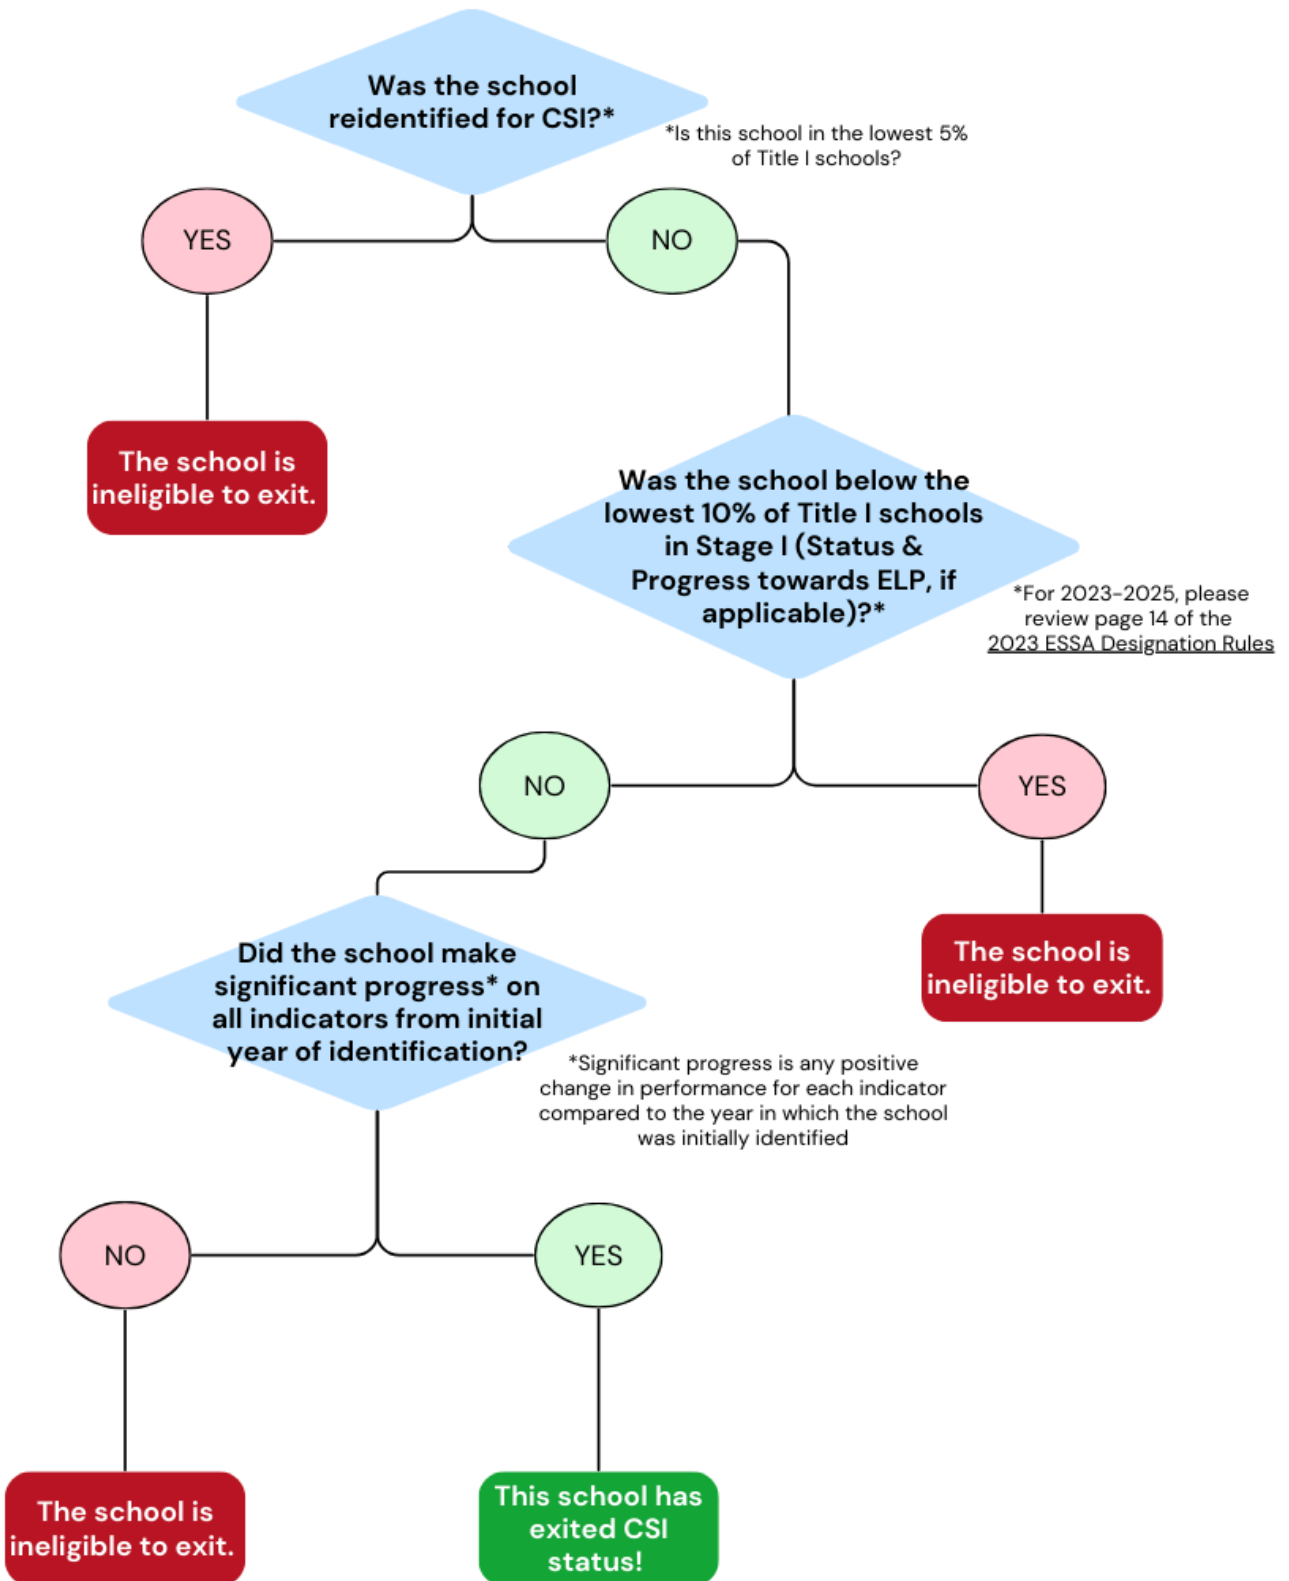 Was the school
reidentified for CSI?*
*Is this school in the lowest 5%
of Title I schools?
YES
NO
The school is
ineligible to exit.
Was the school below the
lowest 10% of Title I schools
in Stage I (Status &
Progress towards ELP, if
applicable)?*
*For 2023-2025, please
review page 14 of the
2023 ESSA Designation Rules
NO
YES
The school is
ineligible to exit.
Did the school make
significant progress* on
all indicators from initial
year of identification?
*Significant progress is any positive
change in performance for each indicator
compared to the year in which the school
was initially identified
NO
YES
The school is
ineligible to exit.
This school has
exited CSI
status!